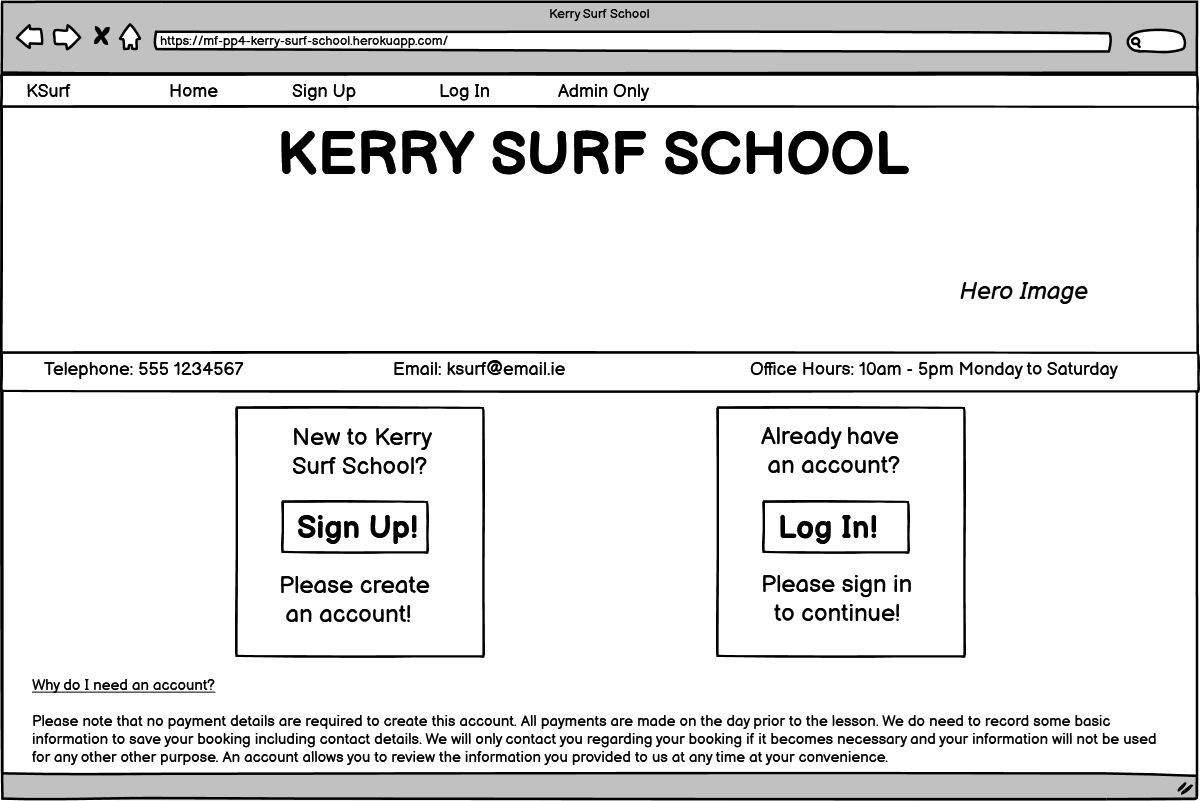 Kerry Surf School
https://mf-pp4-kerry-surf-school.herokuapp.com/
KSurf Home Sign Up Log In Admin Only
KERRY SURF SCHOOL
Hero Image
Telephone: 555 1234567 Email: ksurf@email.ie Office Hours: 10am - 5pm Monday to Saturday
New to Kerry
Surf School?
Sign Up!
Please create
an account!
Already have
an account?
Log In!
Please sign in
to continue!
Why do I need an account?
Please note that no payment details are required to create this account. All payments are made on the day prior to the lesson. We do need to record some basic
information to save your booking including contact details. We will only contact you regarding your booking if it becomes necessary and your information will not be used
for any other other purpose. An account allows you to review the information you provided to us at any time at your convenience.